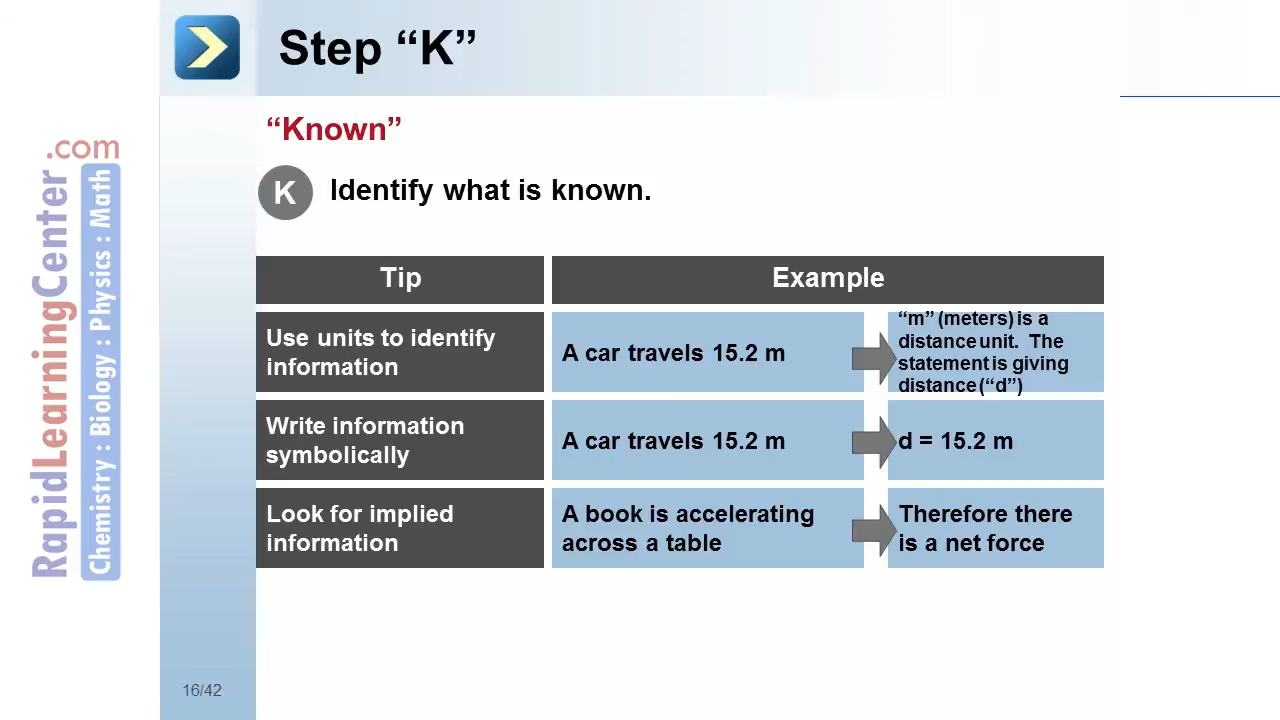 Step “K”
“Known”
K
Identify what is known.
Tip
Example
Use units to identify
information
A car travels 15.2 m
“m” (meters) is a
distance unit. The
statement is giving
distance (“d”)
Write information
symbolically
A car travels 15.2 m
d = 15.2 m
Look for implied
information
A book is accelerating
across a table
Therefore there
is a net force
RapidLearningCenter
.com
Chemistry : Biology : Physics : Math
16/42